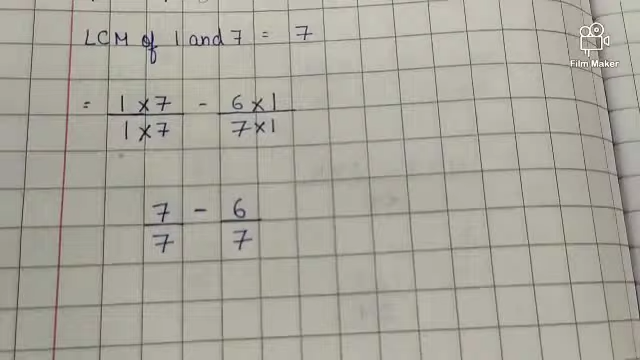 LCM of 1 and 7 = 7
= 1 x 7 / 1 x 7 - 6 x 1 / 7 x 1
7 / 7 - 6 / 7
Film Maker